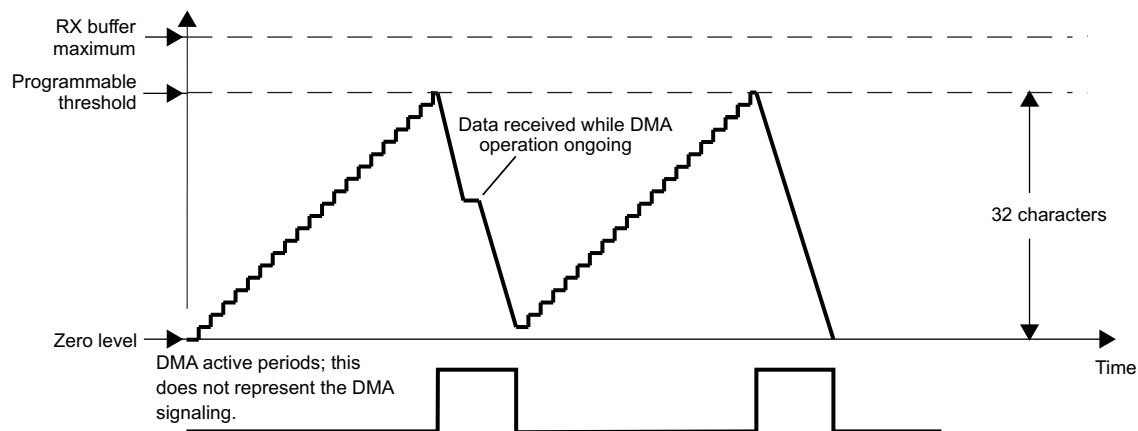 RX buffer
maximum
Programmable
threshold
Data received while DMA
operation ongoing
32 characters
Zero level
DMA active periods; this
does not represent the DMA
signaling.
Time